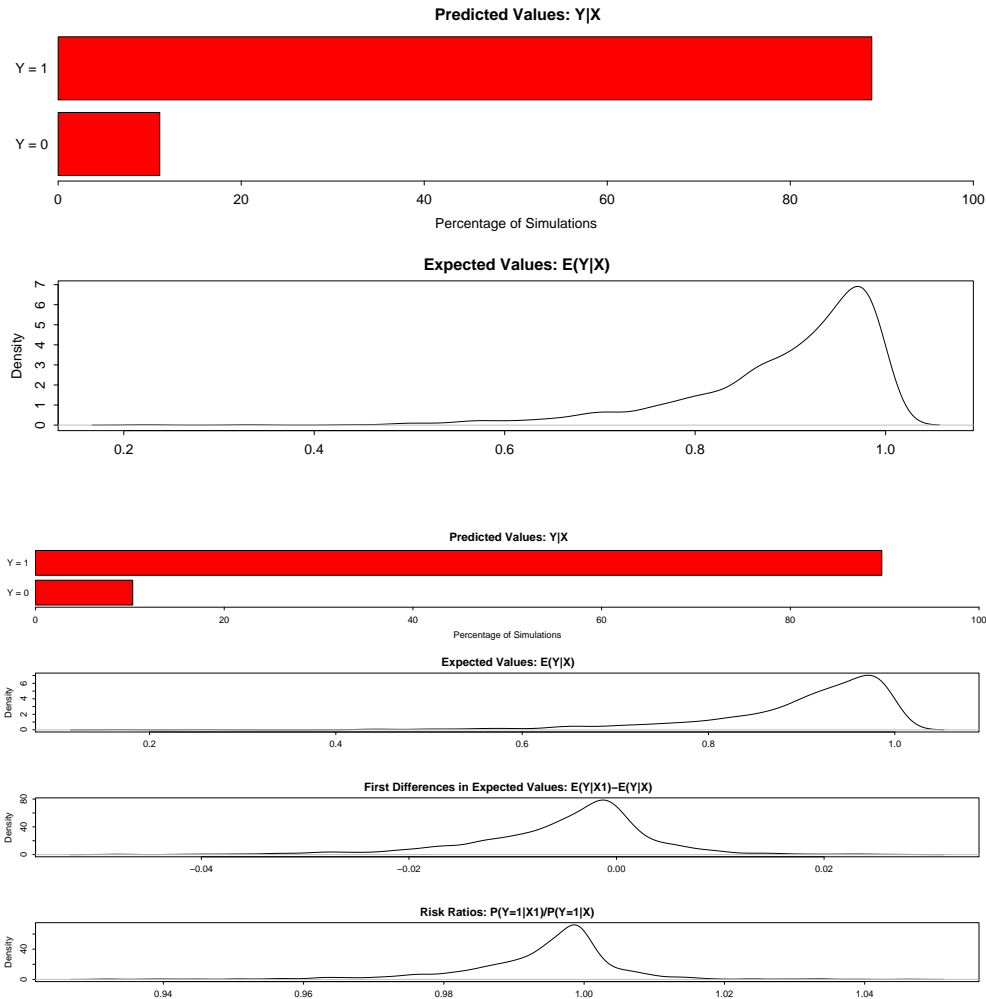 Predicted Values: Y|X
Y = 1
Y = 0
0 20 40 60 80 100
Percentage of Simulations
Expected Values: E(Y|X)
Density
0 1 2 3 4 5 6 7
0.2 0.4 0.6 0.8 1.0
Predicted Values: Y|X
Y = 1
Y = 0
0 20 40 60 80 100
Percentage of Simulations
Expected Values: E(Y|X)
Density
0 2 4 6
0.2 0.4 0.6 0.8 1.0
First Differences in Expected Values: E(Y|X1)−E(Y|X)
Density
0 40 80
−0.04 −0.02 0.00 0.02
Risk Ratios: P(Y=1|X1)/P(Y=1|X)
Density
0 40
0.94 0.96 0.98 1.00 1.02 1.04